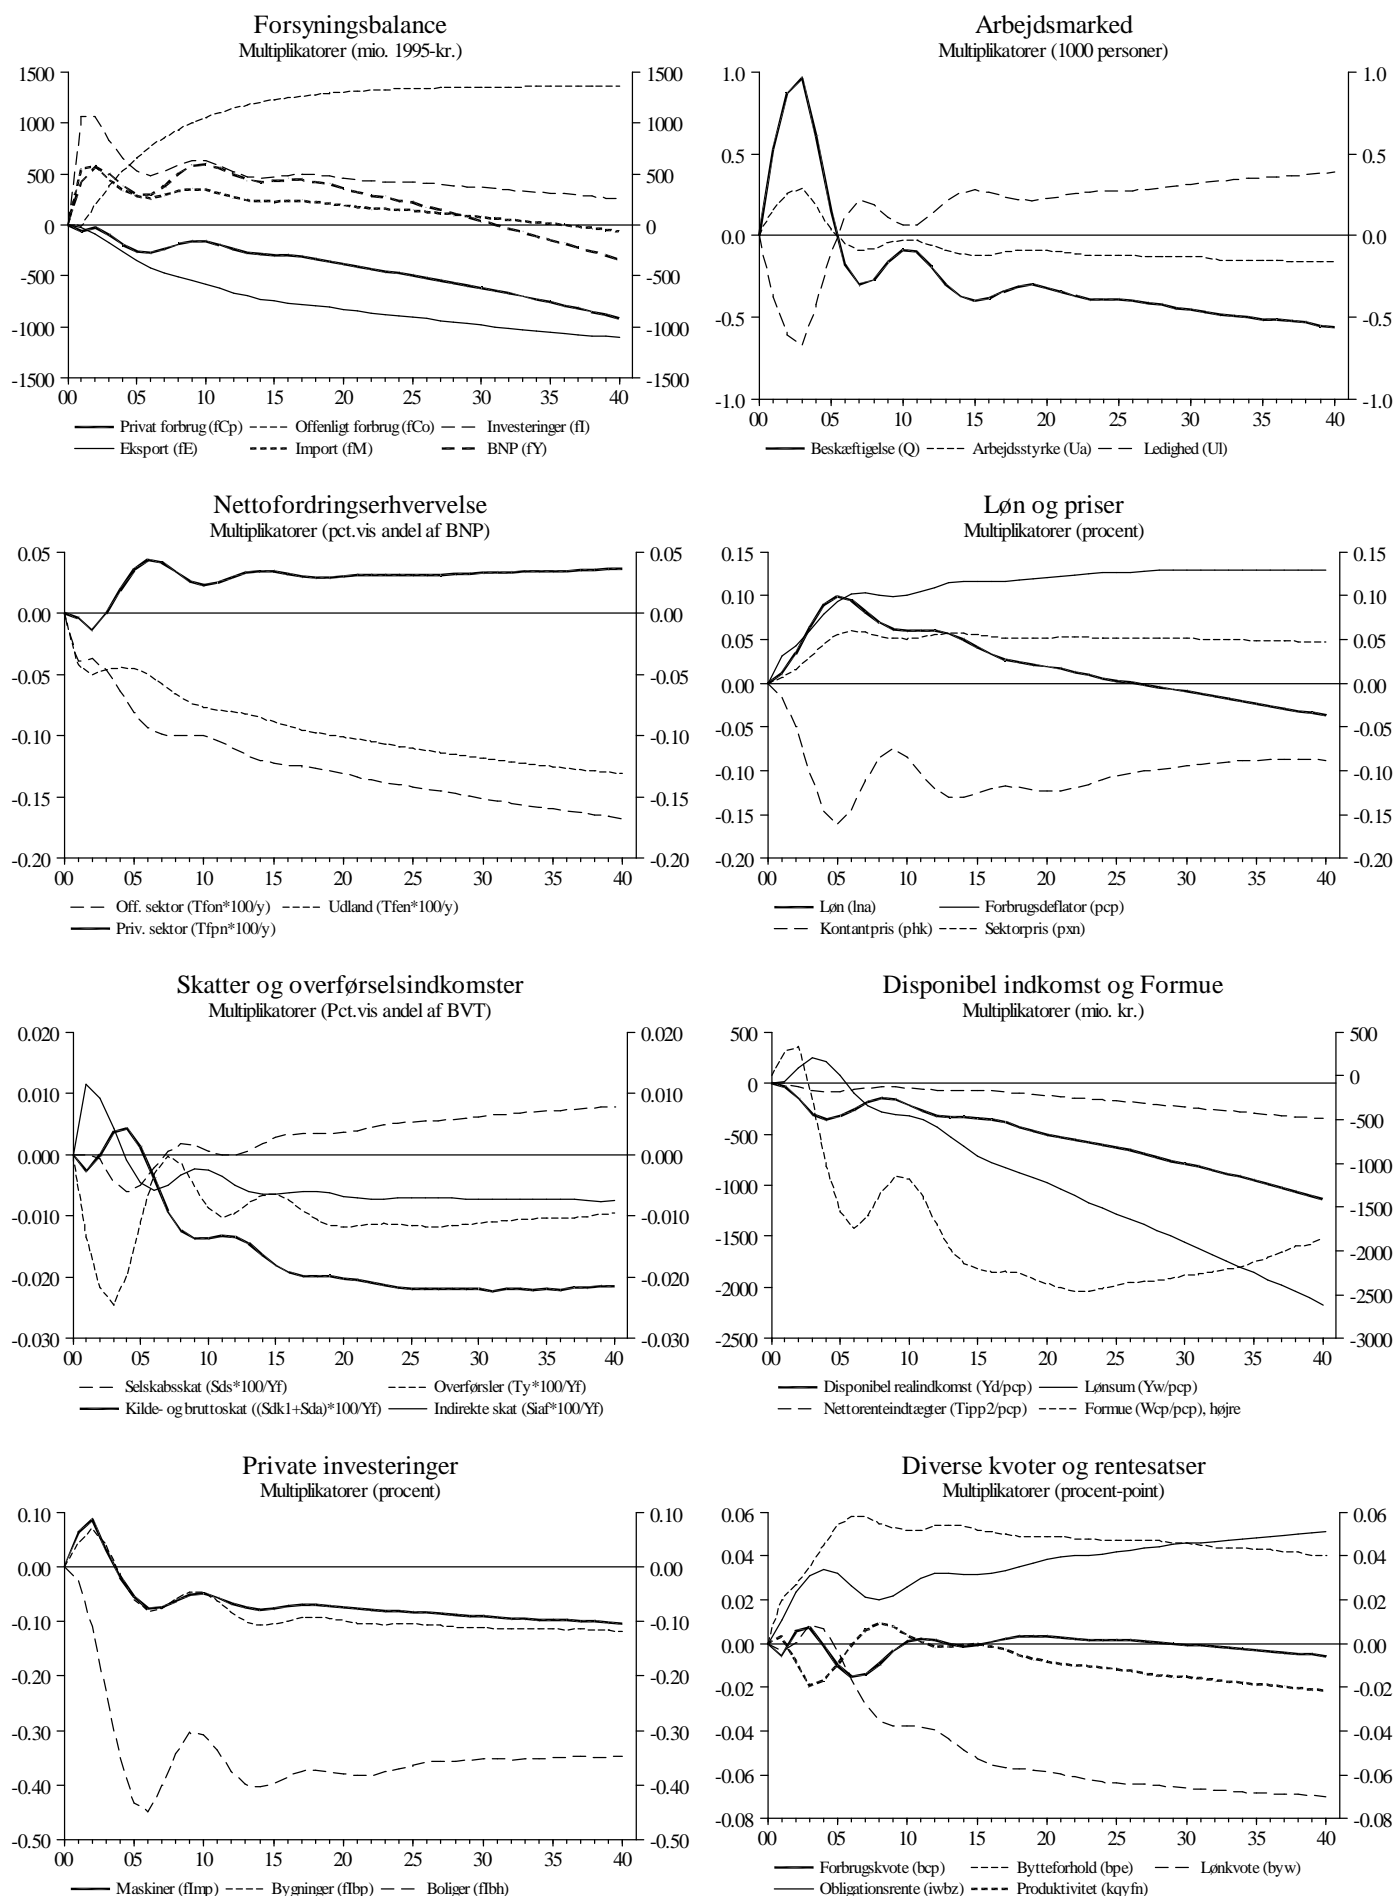 Forsyningsbalance
Multiplikatorer (mio. 1995-kr.)
1500 1500
1000 1000
500 500
0 0
-500 -500
-1000 -1000
-1500 -1500
00 05 10 15 20 25 30 35 40
Privat forbrug (fCp) Offenligt forbrug (fCo) Investeringer (fI)
Eksport (fE) Import (fM) BNP (fY)
Arbejdsmarked
Multiplikatorer (1000 personer)
1.0 1.0
0.5 0.5
0.0 0.0
-0.5 -0.5
-1.0 -1.0
00 05 10 15 20 25 30 35 40
Beskæftigelse (Q) Arbejdsstyrke (Ua) Ledighed (Ul)
Nettofordringserhvervelse
Multiplikatorer (pct.vis andel af BNP)
0.05 0.05
0.00 0.00
-0.05 -0.05
-0.10 -0.10
-0.15 -0.15
-0.20 -0.20
00 05 10 15 20 25 30 35 40
Off. sektor (Tfon*100/y) Udland (Tfen*100/y)
Priv. sektor (Tfpn*100/y)
Løn og priser
Multiplikatorer (procent)
0.15 0.15
0.10 0.10
0.05 0.05
0.00 0.00
-0.05 -0.05
-0.10 -0.10
-0.15 -0.15
-0.20 -0.20
00 05 10 15 20 25 30 35 40
Løn (lna) Forbrugsdeflator (pcp)
Kontantpris (phk) Sektorpris (pxn)
Skatter og overførselsindkomster
Multiplikatorer (Pct.vis andel af BVT)
0.020 0.020
0.010 0.010
0.000 0.000
-0.010 -0.010
-0.020 -0.020
-0.030 -0.030
00 05 10 15 20 25 30 35 40
Selskabsskat (Sds*100/Yf) Overførsler (Ty*100/Yf)
Kilde- og bruttoskat ((Sdk1+Sda)*100/Yf) Indirekte skat (Siaf*100/Yf)
Disponibel indkomst og Formue
Multiplikatorer (mio. kr.)
500 500
0 0
-500 -500
-1000 -1000
-1500 -1500
-2000 -2000
-2500 -2500
-3000
00 05 10 15 20 25 30 35 40
Disponibel realindkomst (Yd/pcp) Lønsum (Yw/pcp)
Nettorenteindtægter (Tipp2/pcp) Formue (Wcp/pcp), højre
Private investeringer
Multiplikatorer (procent)
0.10 0.10
0.00 0.00
-0.10 -0.10
-0.20 -0.20
-0.30 -0.30
-0.40 -0.40
-0.50 -0.50
00 05 10 15 20 25 30 35 40
Maskiner (fImp) Bygninger (fIbp) Boliger (fIbh)
Diverse kvoter og rentesatser
Multiplikatorer (procent-point)
0.06 0.06
0.04 0.04
0.02 0.02
0.00 0.00
-0.02 -0.02
-0.04 -0.04
-0.06 -0.06
-0.08 -0.08
00 05 10 15 20 25 30 35 40
Forbrugskvote (bcp) Bytteforhold (bpe) Lønkvote (byw)
Obligationsrente (iwbz) Produktivitet (kqyfn)